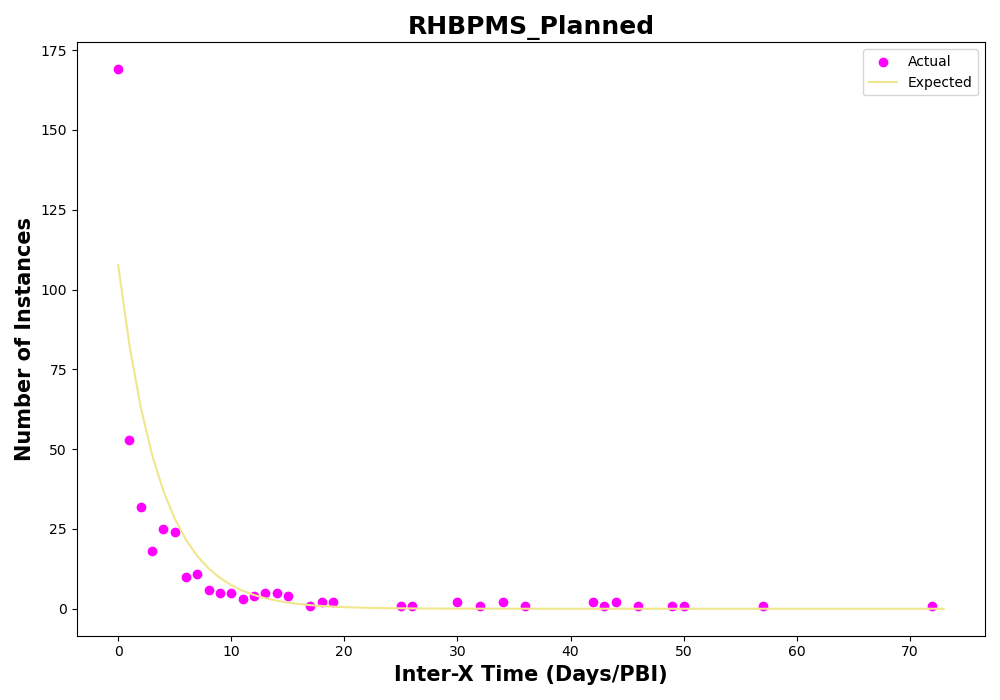 RHBPMS_Planned
Actual
Expected
Number of Instances
175
150
125
100
75
50
25
0
0 10 20 30 40 50 60 70
Inter-X Time (Days/PBI)